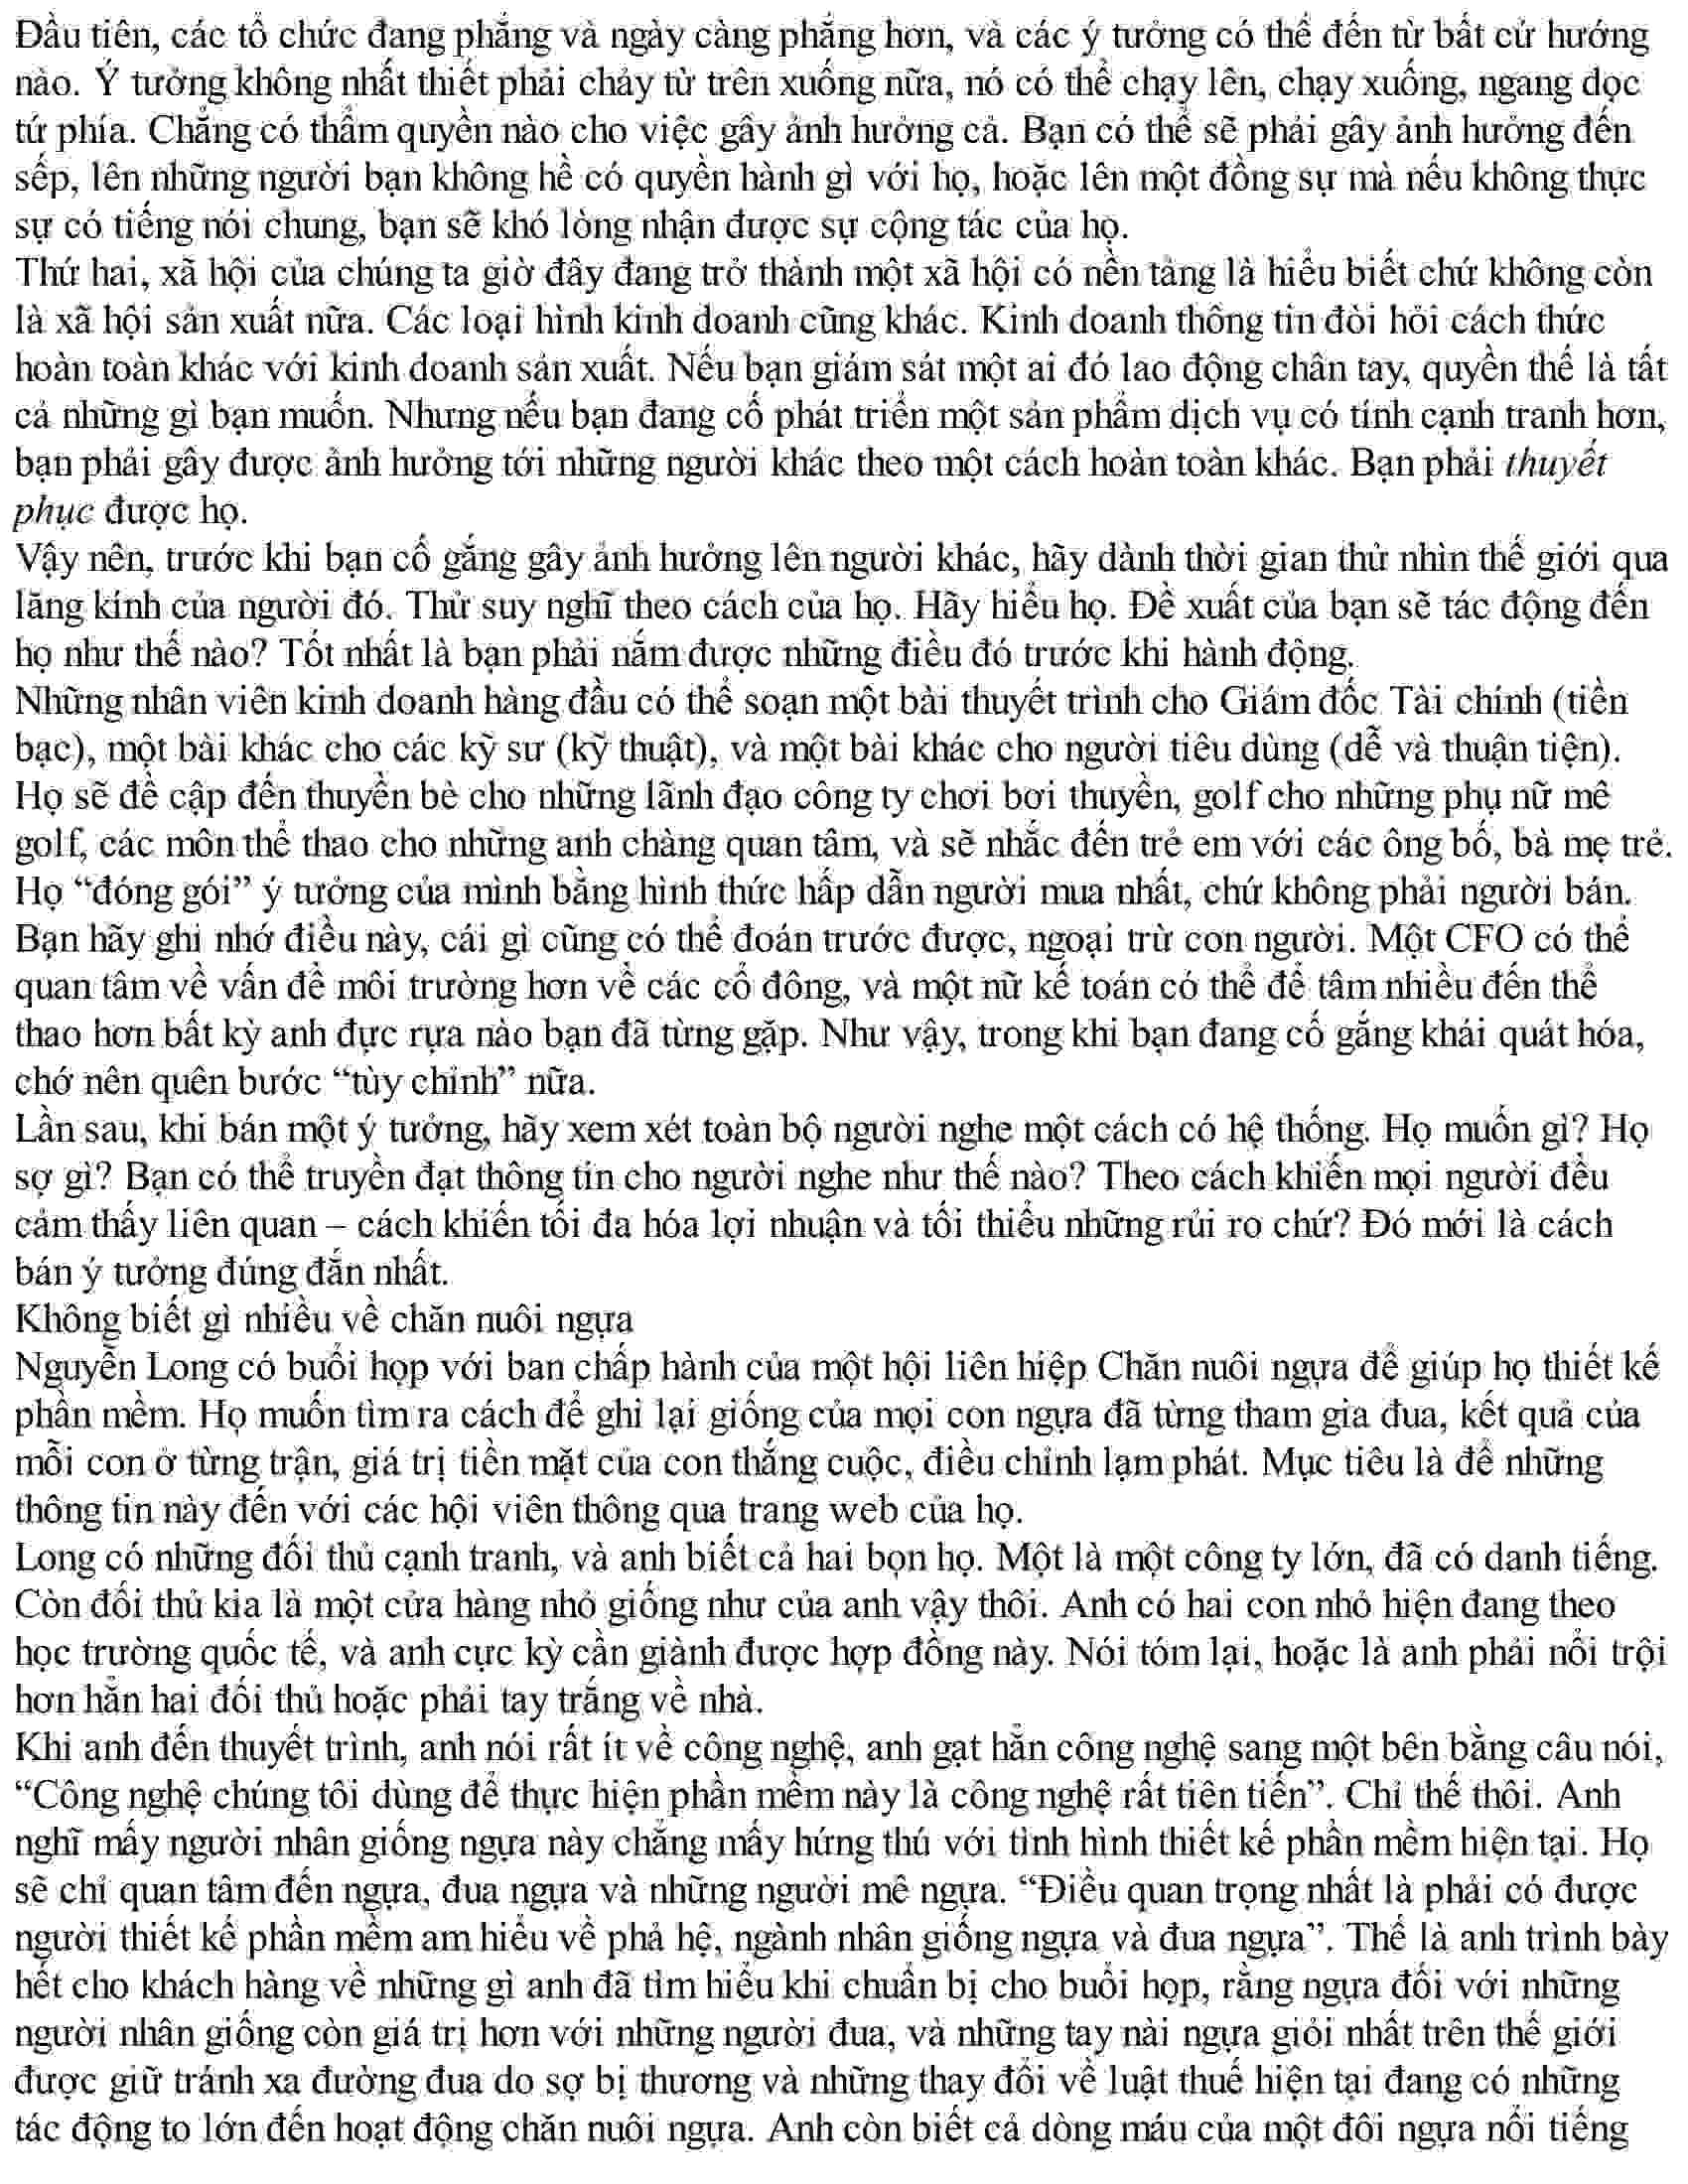 Đầu tiên, các tổ chức đang phẳng và ngày càng phẳng hơn, và các ý tưởng có thể đến từ bất cứ hướng
nào. Ý tưởng không nhất thiết phải chảy từ trên xuống nữa, nó có thể chạy lên, chạy xuống, ngang dọc
tứ phía. Chẳng có thẩm quyền nào cho việc gây ảnh hưởng cả. Bạn có thể sẽ phải gây ảnh hưởng đến
sếp, lên những người bạn không hề có quyền hành gì với họ, hoặc lên một đồng sự mà nếu không thực
sự có tiếng nói chung, bạn sẽ khó lòng nhận được sự cộng tác của họ.
Thứ hai, xã hội của chúng ta giờ đây đang trở thành một xã hội có nền tảng là hiểu biết chứ không còn
là xã hội sản xuất nữa. Các loại hình kinh doanh cũng khác. Kinh doanh thông tin đòi hỏi cách thức
hoàn toàn khác với kinh doanh sản xuất. Nếu bạn giám sát một ai đó lao động chân tay, quyền thế là tất
cả những gì bạn muốn. Nhưng nếu bạn đang cố phát triển một sản phẩm dịch vụ có tính cạnh tranh hơn,
bạn phải gây được ảnh hưởng tới những người khác theo một cách hoàn toàn khác. Bạn phải thuyết
phục được họ.
Vậy nên, trước khi bạn cố gắng gây ảnh hưởng lên người khác, hãy dành thời gian thử nhìn thế giới qua
lăng kính của người đó. Thử suy nghĩ theo cách của họ. Hãy hiểu họ. Đề xuất của bạn sẽ tác động đến
họ như thế nào? Tốt nhất là bạn phải nắm được những điều đó trước khi hành động.
Những nhân viên kinh doanh hàng đầu có thể soạn một bài thuyết trình cho Giám đốc Tài chính (tiền
bạc), một bài khác cho các kỹ sư (kỹ thuật), và một bài khác cho người tiêu dùng (dễ và thuận tiện).
Họ sẽ đề cập đến thuyền bè cho những lãnh đạo công ty chơi bơi thuyền, golf cho những phụ nữ mê
golf, các môn thể thao cho những anh chàng quan tâm, và sẽ nhắc đến trẻ em với các ông bố, bà mẹ trẻ.
Họ “đóng gói” ý tưởng của mình bằng hình thức hấp dẫn người mua nhất, chứ không phải người bán.
Bạn hãy ghi nhớ điều này, cái gì cũng có thể đoán trước được, ngoại trừ con người. Một CFO có thể
quan tâm về vấn đề môi trường hơn về các cổ đông, và một nữ kế toán có thể để tâm nhiều đến thể
thao hơn bất kỳ anh đực rựa nào bạn đã từng gặp. Như vậy, trong khi bạn đang cố gắng khái quát hóa,
chớ nên quên bước “tùy chỉnh” nữa.
Lần sau, khi bán một ý tưởng, hãy xem xét toàn bộ người nghe một cách có hệ thống. Họ muốn gì? Họ
sợ gì? Bạn có thể truyền đạt thông tin cho người nghe như thế nào? Theo cách khiến mọi người đều
cảm thấy liên quan – cách khiến tối đa hóa lợi nhuận và tối thiểu những rủi ro chứ? Đó mới là cách
bán ý tưởng đúng đắn nhất.
Không biết gì nhiều về chăn nuôi ngựa
Nguyễn Long có buổi họp với ban chấp hành của một hội liên hiệp Chăn nuôi ngựa để giúp họ thiết kế
phần mềm. Họ muốn tìm ra cách để ghi lại giống của mọi con ngựa đã từng tham gia đua, kết quả của
mỗi con ở từng trận, giá trị tiền mặt của con thắng cuộc, điều chỉnh lạm phát. Mục tiêu là để những
thông tin này đến với các hội viên thông qua trang web của họ.
Long có những đối thủ cạnh tranh, và anh biết cả hai bọn họ. Một là một công ty lớn, đã có danh tiếng.
Còn đối thủ kia là một cửa hàng nhỏ giống như của anh vậy thôi. Anh có hai con nhỏ hiện đang theo
học trường quốc tế, và anh cực kỳ cần giành được hợp đồng này. Nói tóm lại, hoặc là anh phải nổi trội
hơn hẳn hai đối thủ hoặc phải tay trắng về nhà.
Khi anh đến thuyết trình, anh nói rất ít về công nghệ, anh gạt hẳn công nghệ sang một bên bằng câu nói,
“Công nghệ chúng tôi dùng để thực hiện phần mềm này là công nghệ rất tiên tiến”. Chỉ thế thôi. Anh
nghĩ mấy người nhân giống ngựa này chẳng mấy hứng thú với tình hình thiết kế phần mềm hiện tại. Họ
sẽ chỉ quan tâm đến ngựa, đua ngựa và những người mê ngựa. “Điều quan trọng nhất là phải có được
người thiết kế phần mềm am hiểu về phả hệ, ngành nhân giống ngựa và đua ngựa”. Thế là anh trình bày
hết cho khách hàng về những gì anh đã tìm hiểu khi chuẩn bị cho buổi họp, rằng ngựa đối với những
người nhân giống còn giá trị hơn với những người đua, và những tay nài ngựa giỏi nhất trên thế giới
được giữ tránh xa đường đua do sợ bị thương và những thay đổi về luật thuế hiện tại đang có những
tác động to lớn đến hoạt động chăn nuôi ngựa. Anh còn biết cả dòng máu của một đôi ngựa nổi tiếng